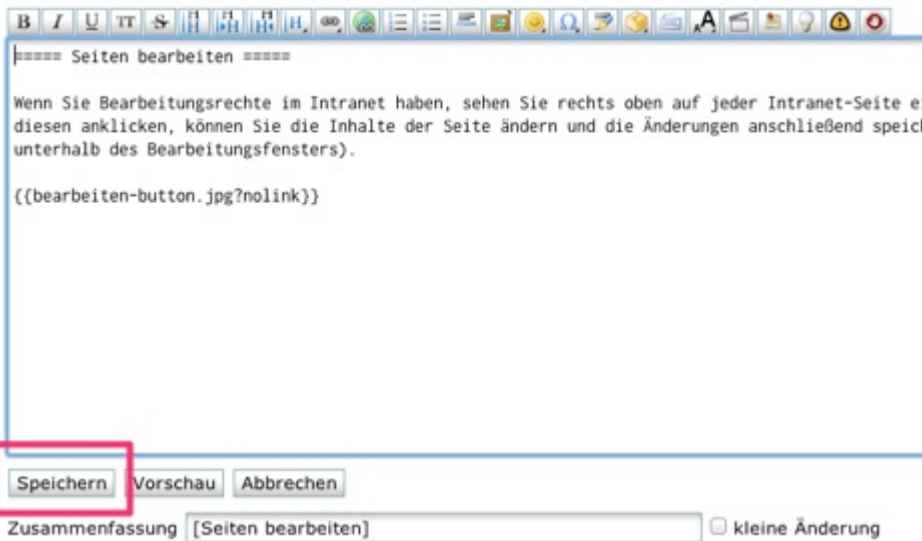 B I U TT S
===== Seiten bearbeiten =====
Wenn Sie Bearbeitungsrechte im Intranet haben, sehen Sie rechts oben auf jeder Intranet-Seite e
diesen anklicken, können Sie die Inhalte der Seite ändern und die Änderungen anschließend speic
unterhalb des Bearbeitungsfensters).
{{bearbeiten-button.jpg?nolink}}
Speichern Vorschau Abbrechen
Zusammenfassung [Seiten bearbeiten] kleine Änderung